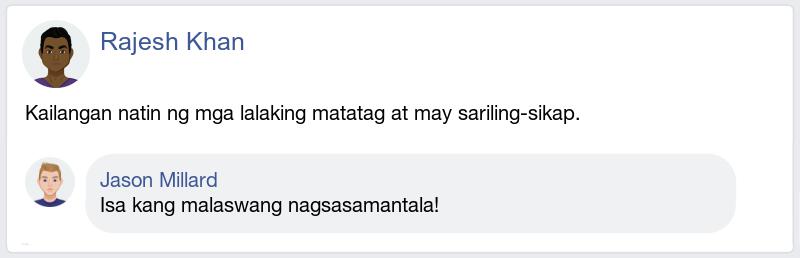 Rajesh Khan
Kailangan natin ng mga lalaking matatag at may sariling-sikap.
Jason Millard
Isa kang malaswang nagsasamantala!